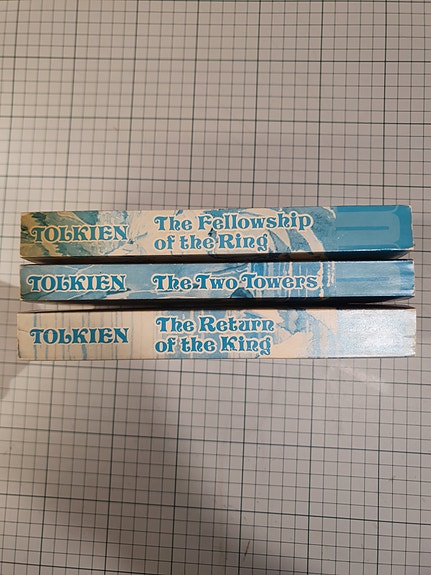 TOLKIEN The Fellowship
of the Ring
TOLKIEN The Two Towers
TOLKIEN The Return
of the King